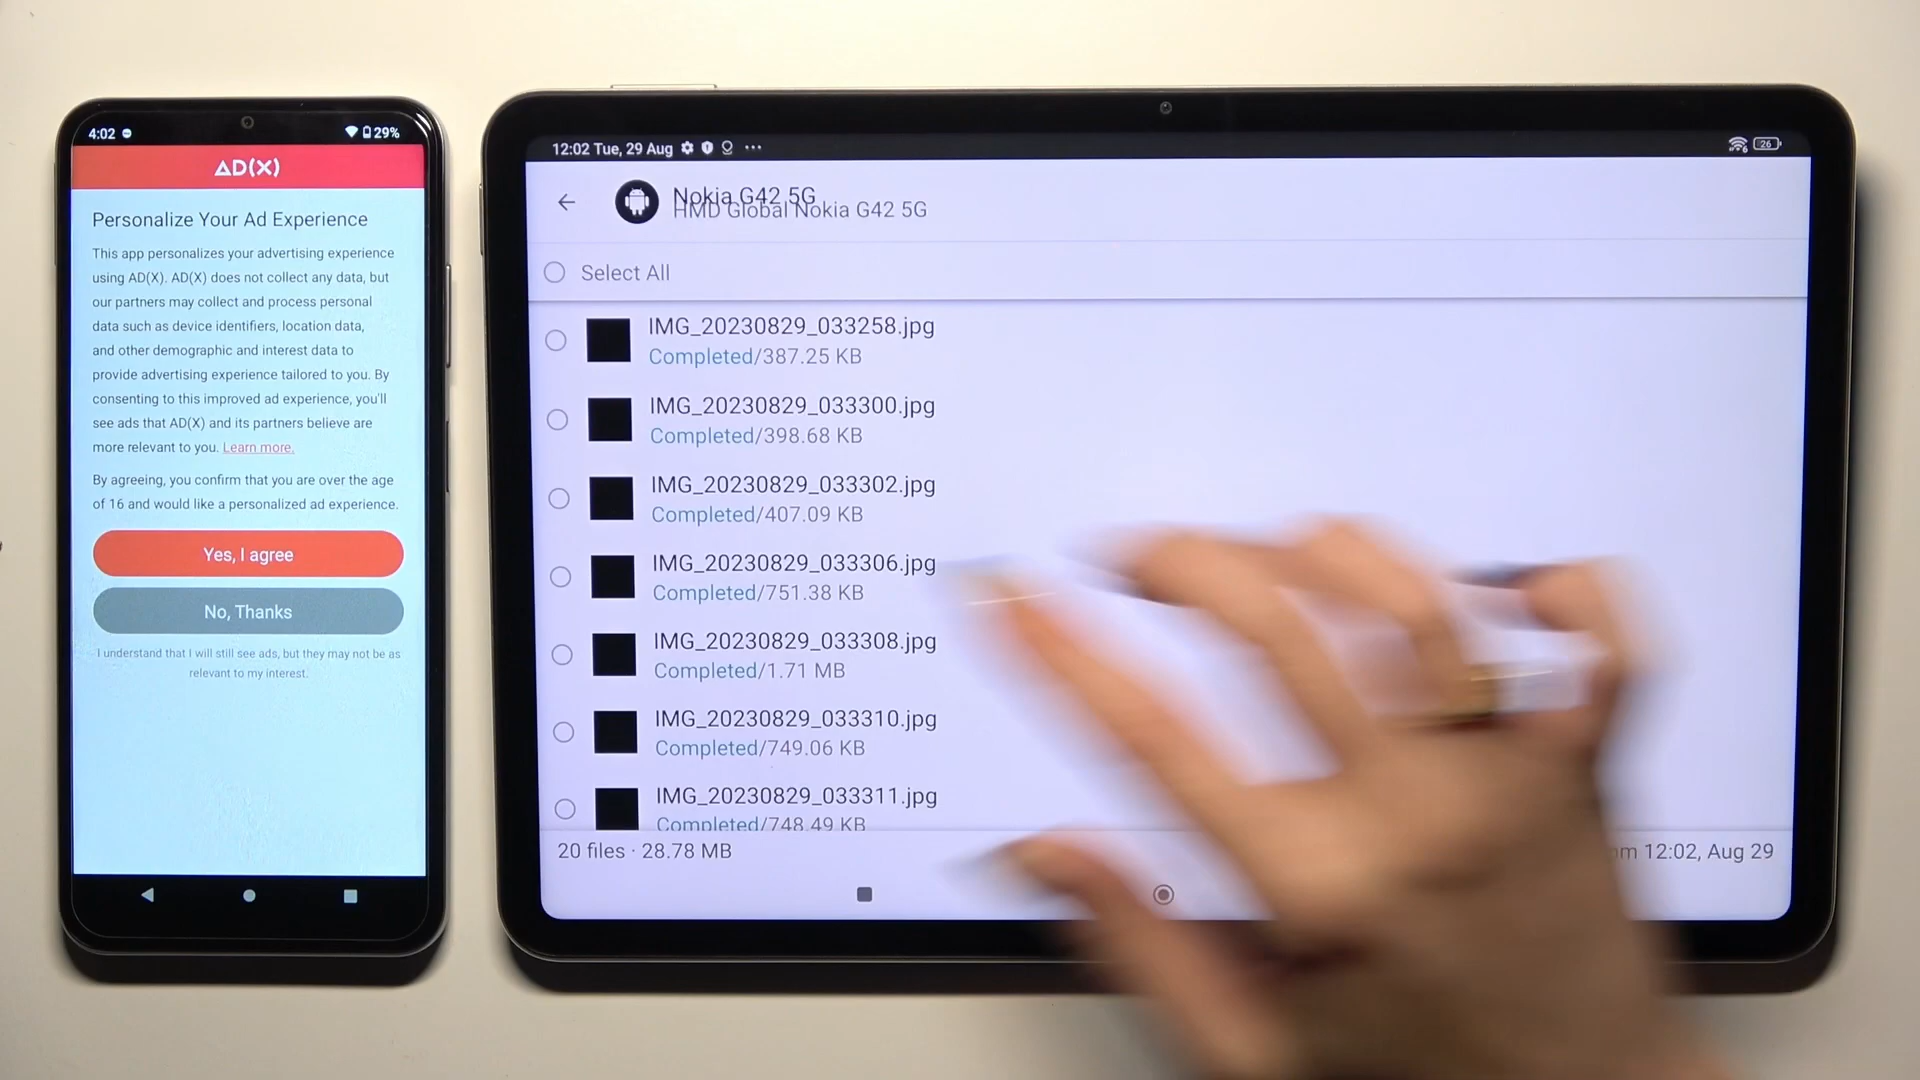 4:02
29%
AD(X)
Personalize Your Ad Experience
This app personalizes your advertising experience
using AD(X). AD(X) does not collect any data, but
our partners may collect and process personal
data such as device identifiers, location data,
and other demographic and interest data to
provide advertising experience tailored to you. By
consenting to this improved ad experience, you'll
see ads that AD(X) and its partners believe are
more relevant to you. Learn more.
By agreeing, you confirm that you are over the age
of 16 and would like a personalized ad experience.
Yes, I agree
No, Thanks
I understand that I will still see ads, but they may not be as
relevant to my interest.
12:02 Tue, 29 Aug
26
Nokia G42 5G
HMD Global Nokia G42 5G
Select All
IMG_20230829_033258.jpg
Completed/387.25 KB
IMG_20230829_033300.jpg
Completed/398.68 KB
IMG_20230829_033302.jpg
Completed/407.09 KB
IMG_20230829_033306.jpg
Completed/751.38 KB
IMG_20230829_033308.jpg
Completed/1.71 MB
IMG_20230829_033310.jpg
Completed/749.06 KB
IMG_20230829_033311.jpg
Completed/748.49 KB
20 files · 28.78 MB
12:02, Aug 29